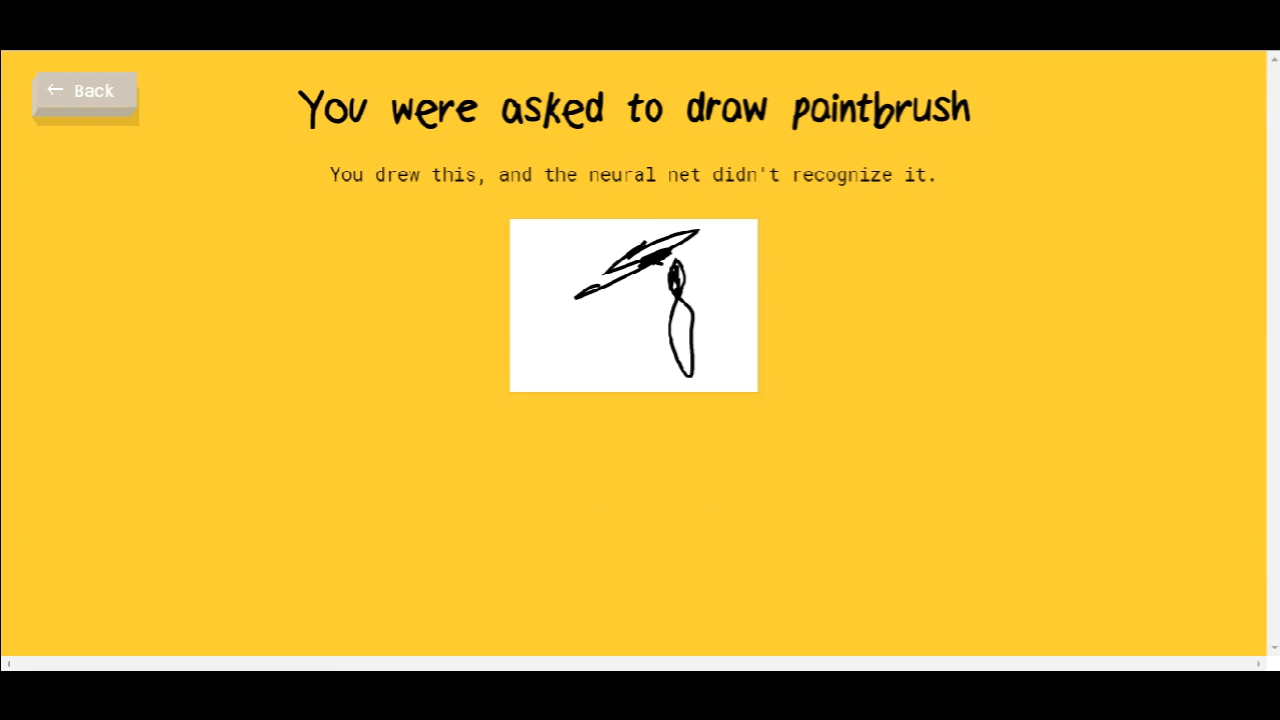 ← Back
You were asked to draw paintbrush
You drew this, and the neural net didn't recognize it.